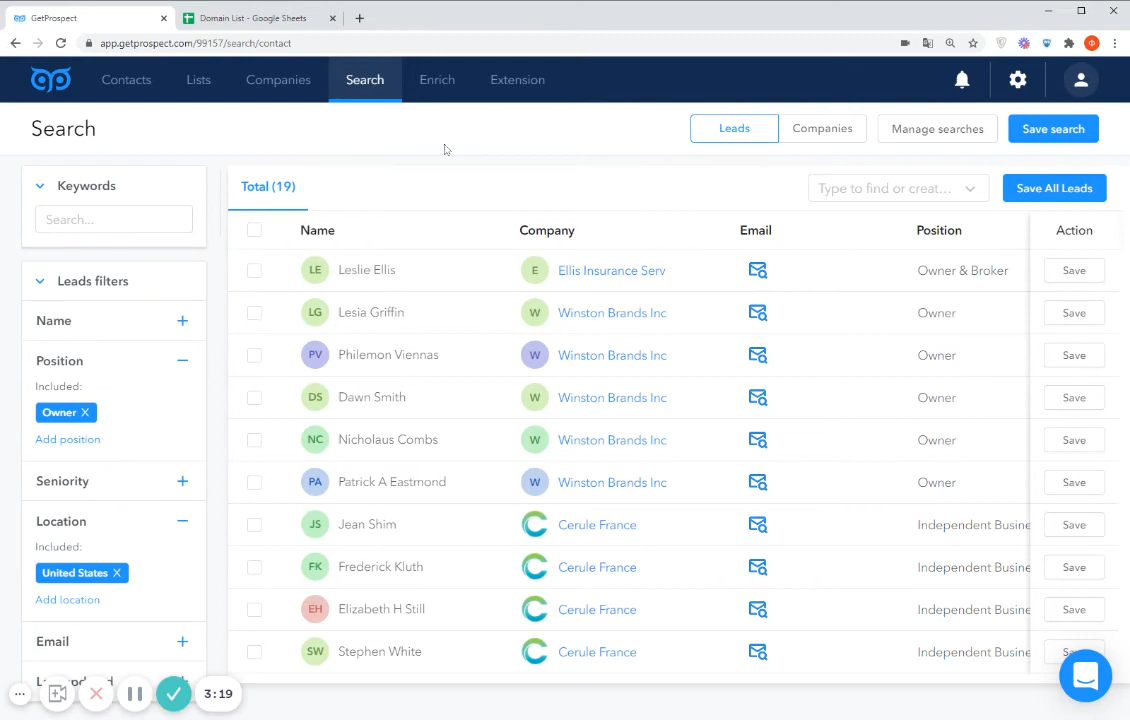 GetProspect
Domain List - Google Sheets
app.getprospect.com/99157/search/contact
Contacts
Lists
Companies
Search
Enrich
Extension
Search
Leads
Companies
Manage searches
Save search
Keywords
Search...
Leads filters
Name
Position
Included:
Owner X
Add position
Seniority
Location
Included:
United States X
Add location
Email
Total (19)
Type to find or creat...
Save All Leads
Name Company Email Position Action
LE Leslie Ellis E Ellis Insurance Serv Owner & Broker Save
LG Lesia Griffin W Winston Brands Inc Owner Save
PV Philemon Viennas W Winston Brands Inc Owner Save
DS Dawn Smith W Winston Brands Inc Owner Save
NC Nicholaus Combs W Winston Brands Inc Owner Save
PA Patrick A Eastmond W Winston Brands Inc Owner Save
JS Jean Shim Cerule France Independent Busine Save
FK Frederick Kluth Cerule France Independent Busine Save
EH Elizabeth H Still Cerule France Independent Busine Save
SW Stephen White Cerule France Independent Busine
3:19